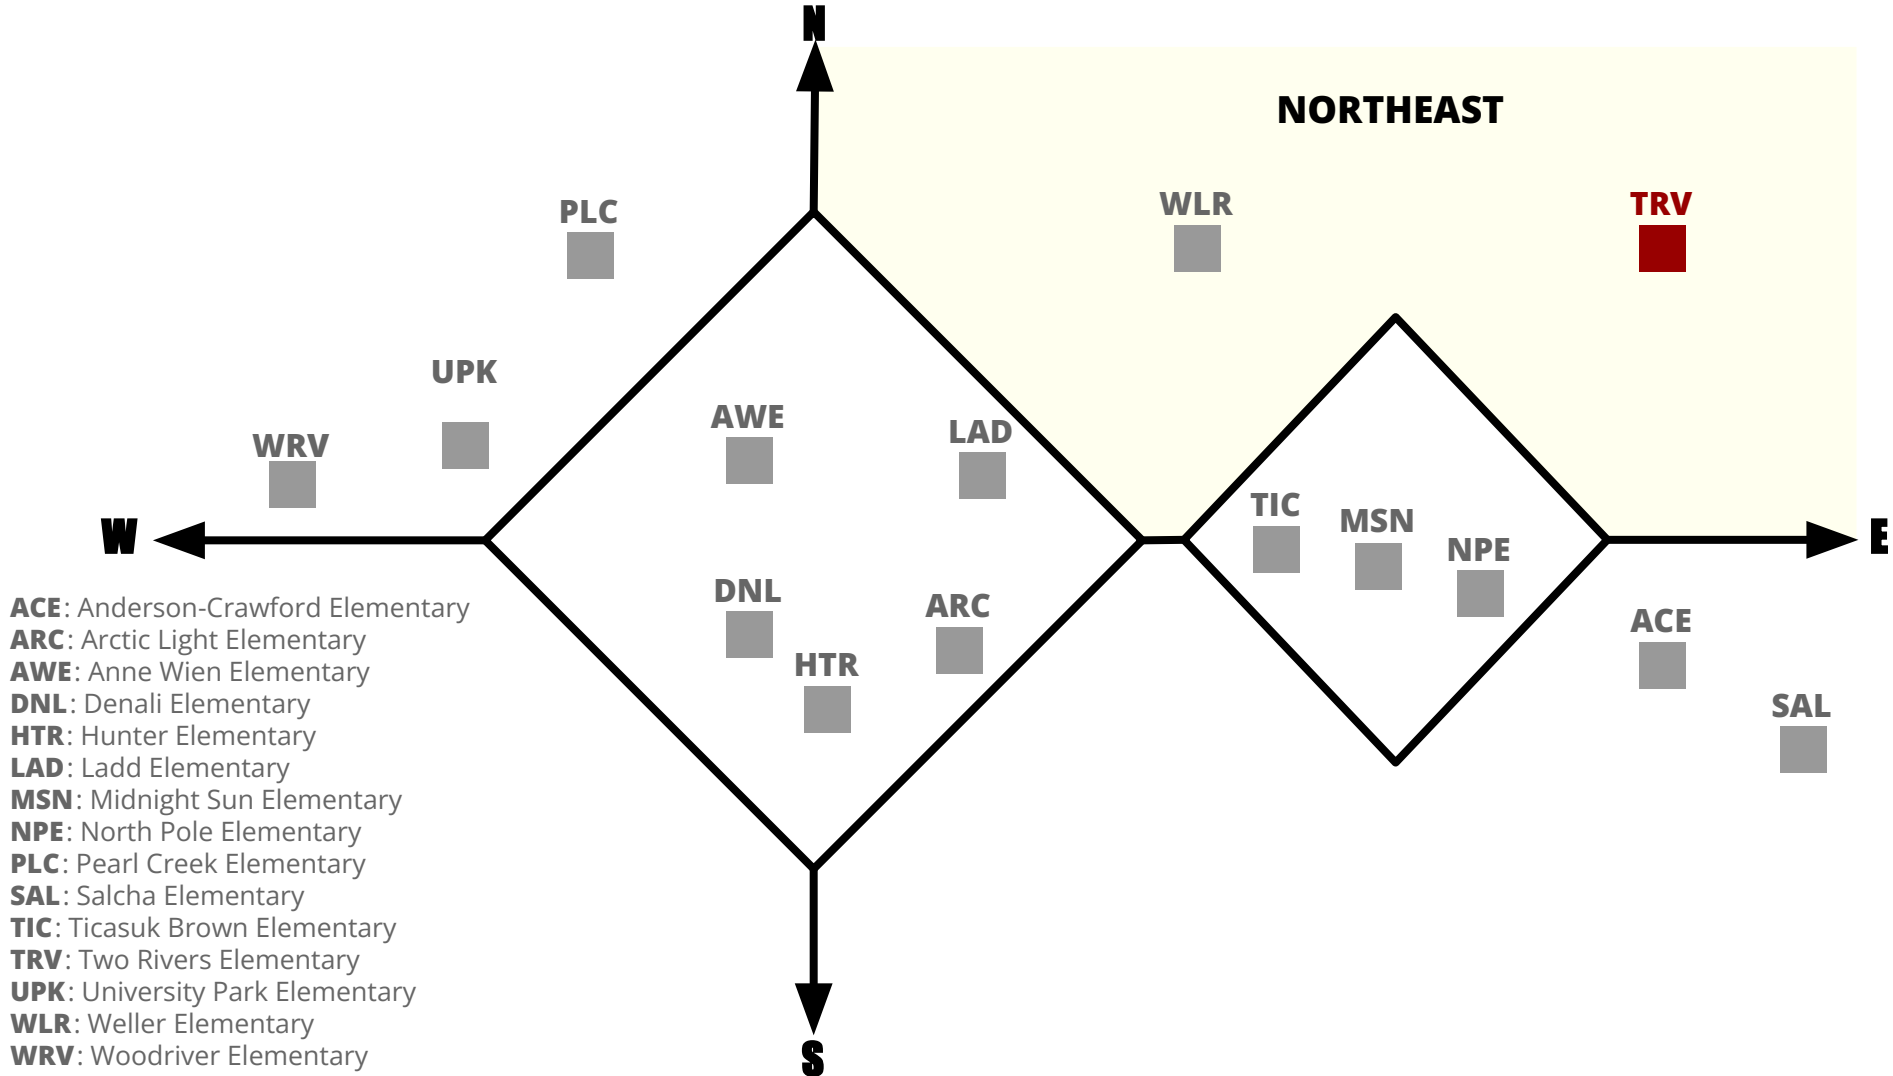 N
NORTHEAST
PLC
WLR
TRV
UPK
AWE
LAD
WRV
TIC
MSN
NPE
W
E
DNL
ARC
HTR
ACE
SAL
ACE: Anderson-Crawford Elementary
ARC: Arctic Light Elementary
AWE: Anne Wien Elementary
DNL: Denali Elementary
HTR: Hunter Elementary
LAD: Ladd Elementary
MSN: Midnight Sun Elementary
NPE: North Pole Elementary
PLC: Pearl Creek Elementary
SAL: Salcha Elementary
TIC: Ticasuk Brown Elementary
TRV: Two Rivers Elementary
UPK: University Park Elementary
WLR: Weller Elementary
WRV: Woodriver Elementary
S